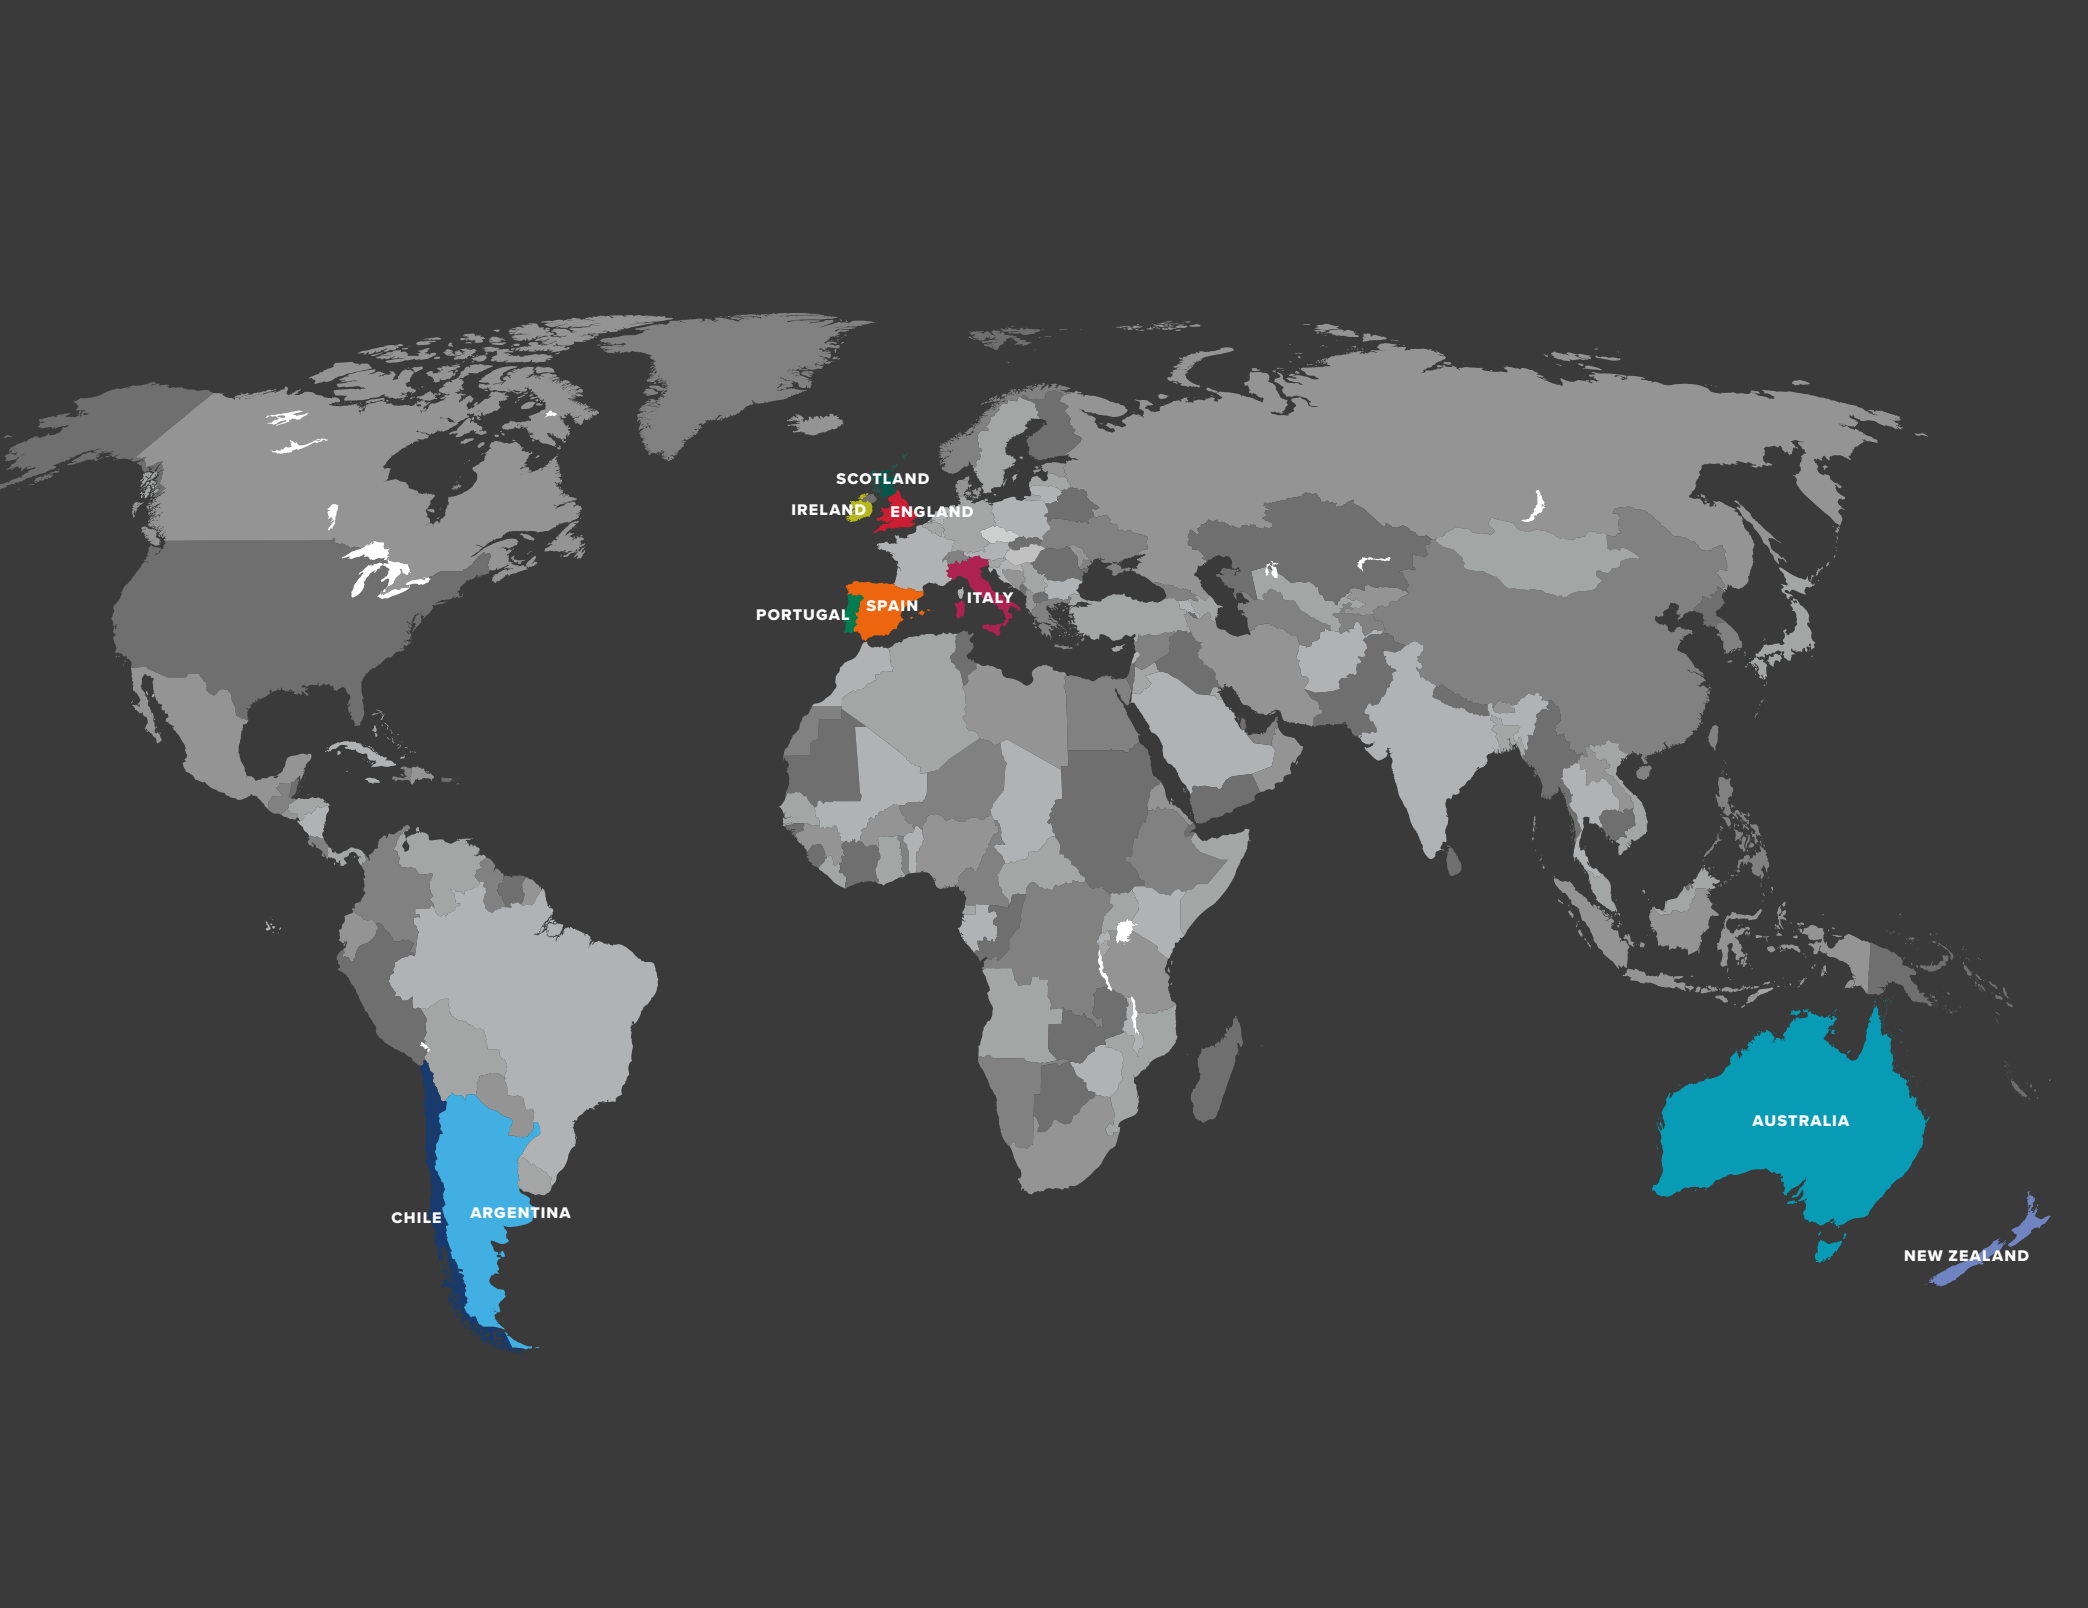 SCOTLAND
IRELAND
ENGLAND
ITALY
SPAIN
PORTUGAL
AUSTRALIA
CHILE
ARGENTINA
NEW ZEALAND